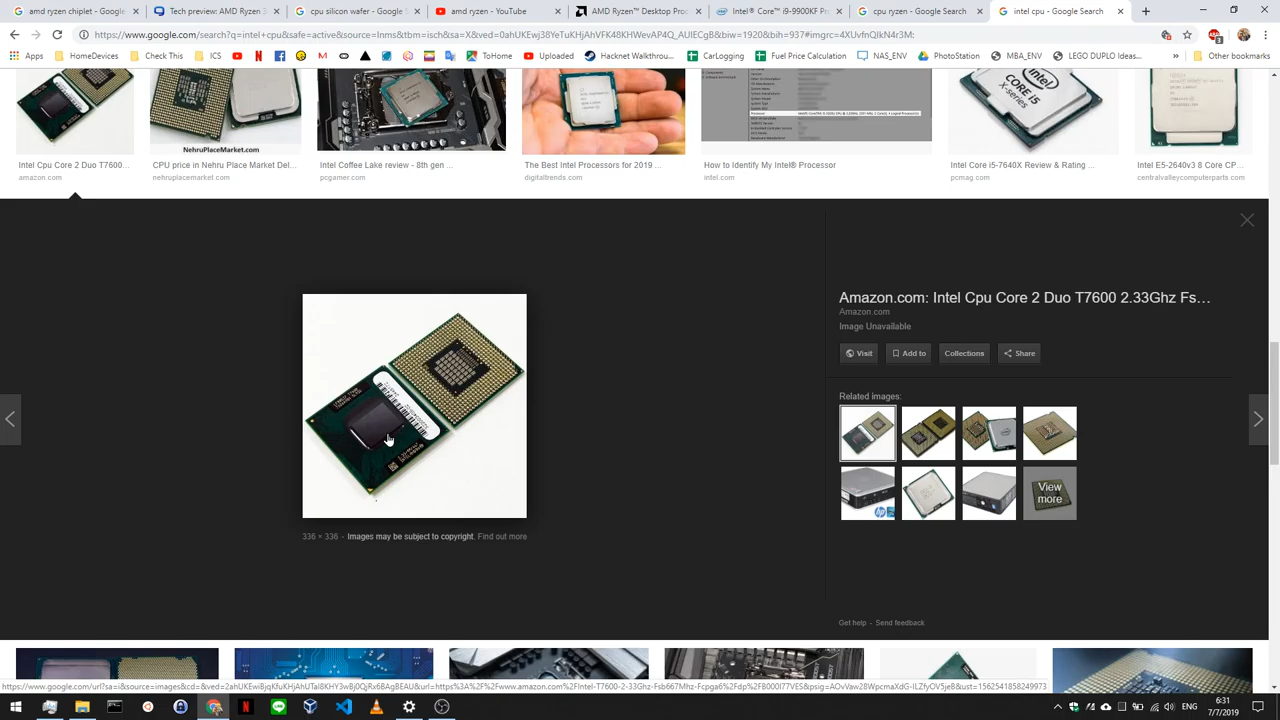 amd ryzen chiplet - Google S
Tech preview: AMD Ryzen
cpu silicon wafer - Google S
ryzen - YouTube
AMD Ryzen™ Desktop Proc
Intel® Core™ i9-9900KF Pro
cpu ryzen - Google Search
intel cpu - Google Search
https://www.google.com/search?q=intel+cpu&safe=active&source=lnms&tbm=isch&sa=X&ved=0ahUKEwj38YeTuKHjAhVFK48KHWevAP4Q_AUIECgB&biw=1920&bih=937#imgrc=4XUvfnQlkN4r3M:
Apps
HomeDevices
Check This
ICS
ToHome
Uploaded
Hacknet Walkthrou...
CarLogging
Fuel Price Calculation
NAS_ENV
PhotoStation
MBA_ENV
LEGO DUPLO Ideas...
Other bookmarks
NehruPlaceMarket.com
intel
CORE i5
X-series
Intel Cpu Core 2 Duo T7600...
CPU price in Nehru Place Market Del...
Intel Coffee Lake review - 8th gen ...
The Best Intel Processors for 2019 ...
How to Identify My Intel® Processor
Intel Core i5-7640X Review & Rating ...
Intel E5-2640v3 8 Core CP...
amazon.com
nehruplacemarket.com
pcgamer.com
digitaltrends.com
intel.com
pcmag.com
centralvalleycomputerparts.com
Amazon.com: Intel Cpu Core 2 Duo T7600 2.33Ghz Fs...
Amazon.com
Image Unavailable
Visit
Add to
Collections
Share
Related images:
View
more
336 × 336 - Images may be subject to copyright. Find out more
Get help - Send feedback
6:31
ENG
7/7/2019